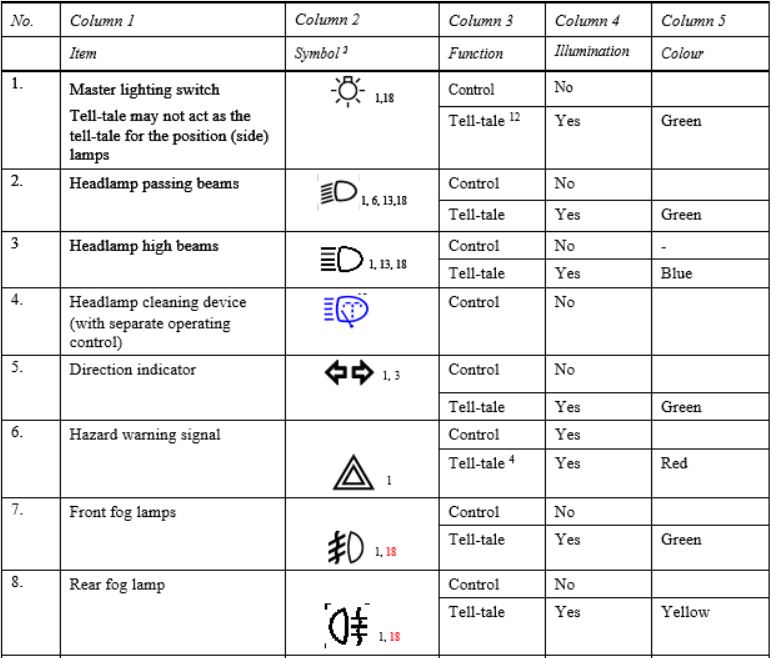 No. Column 1 Column 2 Column 3 Column 4 Column 5
Item Symbol 2 Function Illumination Colour
1. Master lighting switch 1,18 Control No
Tell-tale may not act as the Tell-tale 12 Yes Green
tell-tale for the position (side)
lamps
2. Headlamp passing beams 1, 6, 13,18 Control No
Tell-tale Yes Green
3 Headlamp high beams 1, 13, 18 Control No -
Tell-tale Yes Blue
4. Headlamp cleaning device Control No
(with separate operating
control)
5. Direction indicator 1, 3 Control No
Tell-tale Yes Green
6. Hazard warning signal Control Yes
1 Tell-tale 4 Yes Red
7. Front fog lamps Control No
1, 18 Tell-tale Yes Green
8. Rear fog lamp Control No
1, 18 Tell-tale Yes Yellow